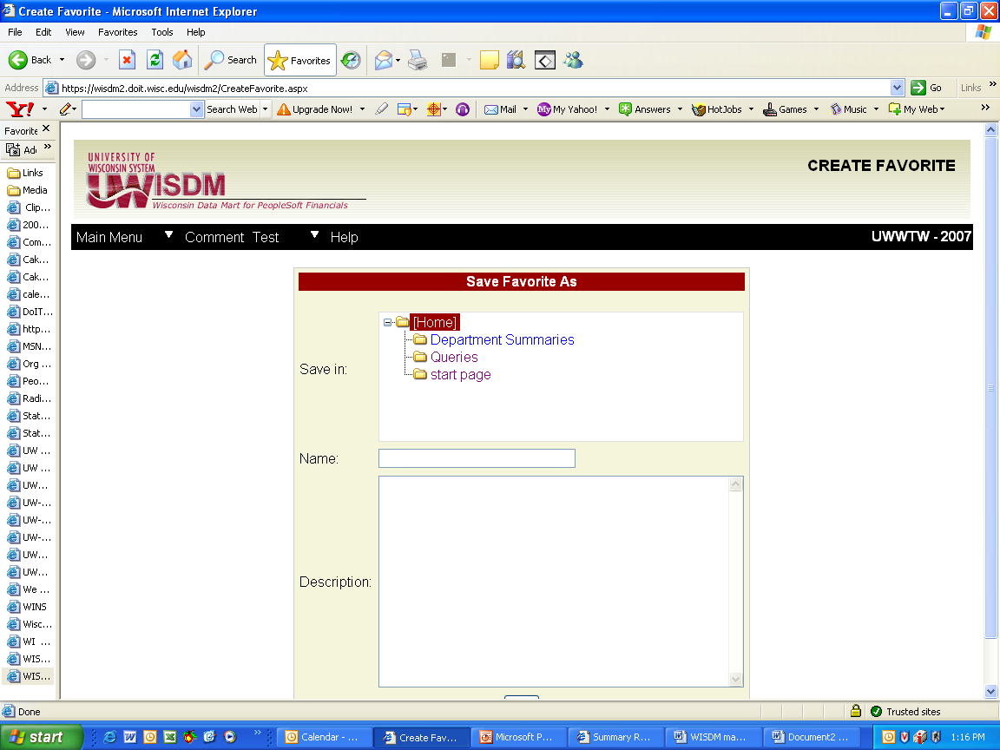 Create Favorite - Microsoft Internet Explorer
File Edit View Favorites Tools Help
Back Search Favorites
Address https://wisdm2.doit.wisc.edu/wisdm2/CreateFavorite.aspx Go Links »
Y! Search Web Upgrade Now! Mail My Yahoo! Answers HotJobs Games Music My Web »
Favorite
Ad »
Links
Media
Clip...
200...
Com...
Cak...
Cak...
cale...
DoIT...
http...
MSN...
Org ...
Peo...
Radi...
Stat...
Stat...
UW ...
UW ...
UW...
UW-...
UW-...
UW-...
UW...
UW...
We ...
WINS
Wisc...
WI ...
WIS...
WIS...
UNIVERSITY OF
WISCONSIN SYSTEM
UWISDM
Wisconsin Data Mart for PeopleSoft Financials
CREATE FAVORITE
Main Menu Comment Test Help UWWTW - 2007
Save Favorite As
Save in:
[Home]
Department Summaries
Queries
start page
Name:
Description:
Done Trusted sites
start » Calendar - ... Create Fav... Microsoft P... Summary R... WISDM ma... Document2 ... 1:16 PM